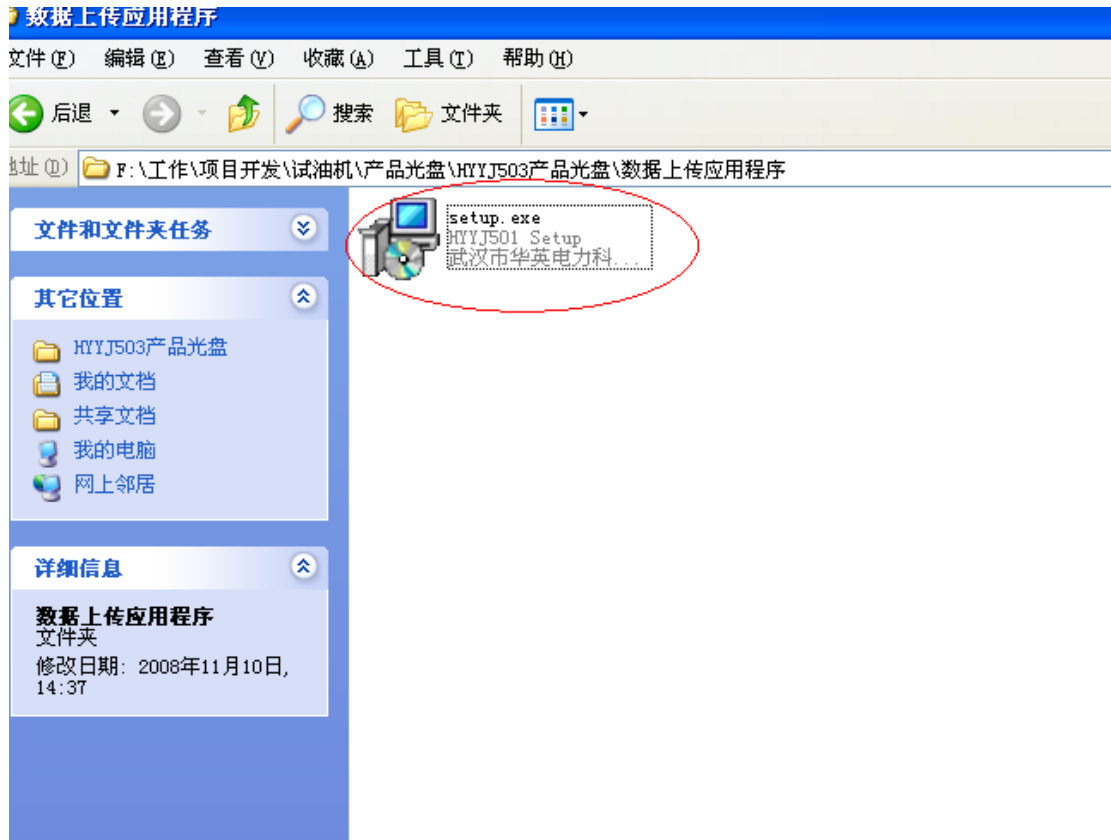 数据上传应用程序
文件(F) 编辑(E) 查看(V) 收藏(A) 工具(T) 帮助(H)
后退 搜索 文件夹
地址(D) F:\工作\项目开发\试油机\产品光盘\HYYJ503产品光盘\数据上传应用程序
setup.exe
HYYJ501 Setup
武汉市华英电力科...
文件和文件夹任务
其它位置
HYYJ503产品光盘
我的文档
共享文档
我的电脑
网上邻居
详细信息
数据上传应用程序
文件夹
修改日期: 2008年11月10日,
14:37